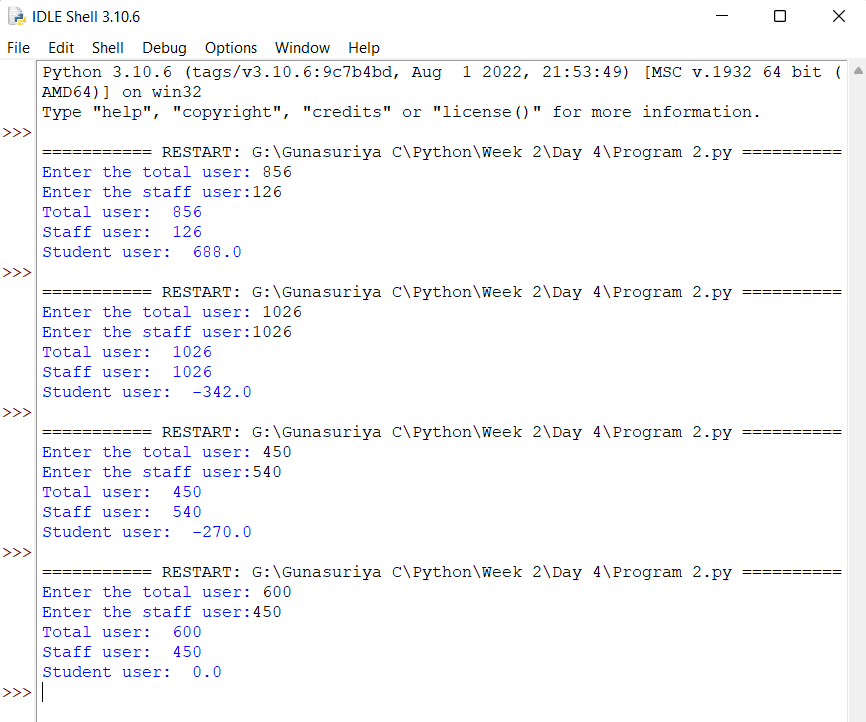 IDLE Shell 3.10.6
File Edit Shell Debug Options Window Help
Python 3.10.6 (tags/v3.10.6:9c7b4bd, Aug  1 2022, 21:53:49) [MSC v.1932 64 bit (
AMD64)] on win32
Type "help", "copyright", "credits" or "license()" for more information.
>>>
=========== RESTART: G:\Gunasuriya C\Python\Week 2\Day 4\Program 2.py ==========
Enter the total user: 856
Enter the staff user:126
Total user:  856
Staff user:  126
Student user:  688.0
>>>
=========== RESTART: G:\Gunasuriya C\Python\Week 2\Day 4\Program 2.py ==========
Enter the total user: 1026
Enter the staff user:1026
Total user:  1026
Staff user:  1026
Student user:  -342.0
>>>
=========== RESTART: G:\Gunasuriya C\Python\Week 2\Day 4\Program 2.py ==========
Enter the total user: 450
Enter the staff user:540
Total user:  450
Staff user:  540
Student user:  -270.0
>>>
=========== RESTART: G:\Gunasuriya C\Python\Week 2\Day 4\Program 2.py ==========
Enter the total user: 600
Enter the staff user:450
Total user:  600
Staff user:  450
Student user:  0.0
>>>